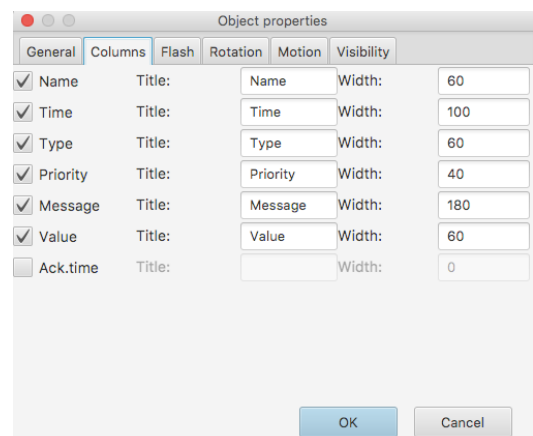 Object properties
General Columns Flash Rotation Motion Visibility
Name Title: Name Width: 60
Time Title: Time Width: 100
Type Title: Type Width: 60
Priority Title: Priority Width: 40
Message Title: Message Width: 180
Value Title: Value Width: 60
Ack.time Title: Width: 0
OK Cancel